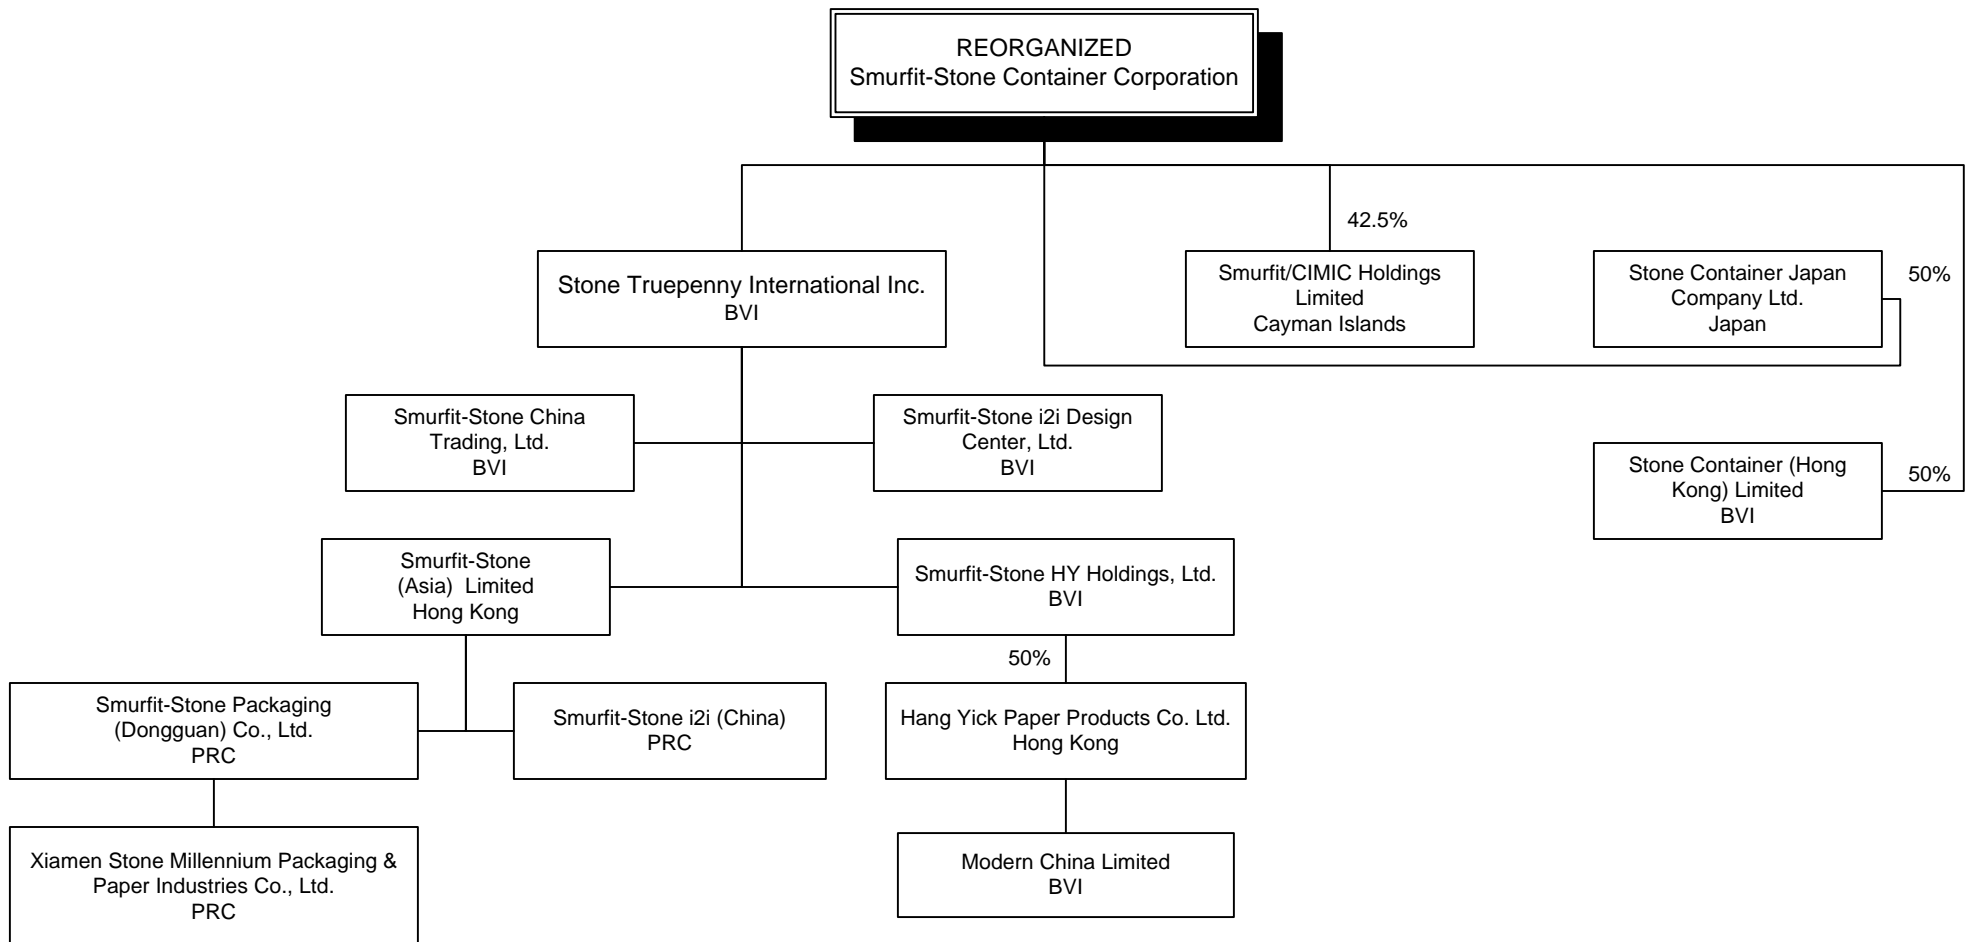 REORGANIZED
Smurfit-Stone Container Corporation
42.5%
Stone Truepenny International Inc.
BVI
Smurfit/CIMIC Holdings
Limited
Cayman Islands
Stone Container Japan
Company Ltd.
Japan
50%
Smurfit-Stone China
Trading, Ltd.
BVI
Smurfit-Stone i2i Design
Center, Ltd.
BVI
Stone Container (Hong
Kong) Limited
BVI
50%
Smurfit-Stone
(Asia)  Limited
Hong Kong
Smurfit-Stone HY Holdings, Ltd.
BVI
50%
Smurfit-Stone Packaging
(Dongguan) Co., Ltd.
PRC
Smurfit-Stone i2i (China)
PRC
Hang Yick Paper Products Co. Ltd.
Hong Kong
Xiamen Stone Millennium Packaging &
Paper Industries Co., Ltd.
PRC
Modern China Limited
BVI